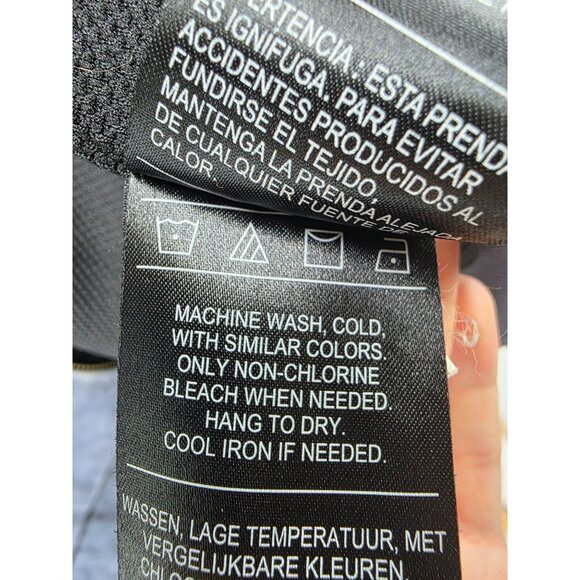 ERTENCIA: ESTA PRENDA
ES IGNÍFUGA. PARA EVITAR
ACCIDENTES PRODUCIDOS AL
FUNDIRSE EL TEJIDO,
MANTENGA LA PRENDA ALEJADA
DE CUALQUIER FUENTE DE
CALOR.
MACHINE WASH, COLD.
WITH SIMILAR COLORS.
ONLY NON-CHLORINE
BLEACH WHEN NEEDED.
HANG TO DRY.
COOL IRON IF NEEDED.
WASSEN, LAGE TEMPERATUUR, MET
VERGELIJKBARE KLEUREN.